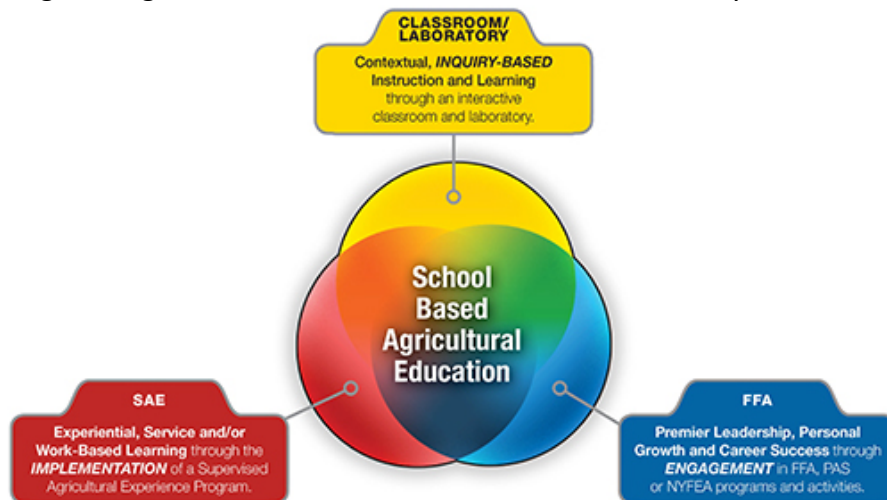 CLASSROOM/
LABORATORY
Contextual, INQUIRY-BASED
Instruction and Learning
through an interactive
classroom and laboratory.
School
Based
Agricultural
Education
SAE
Experiential, Service and/or
Work-Based Learning through the
IMPLEMENTATION of a Supervised
Agricultural Experience Program.
FFA
Premier Leadership, Personal
Growth and Career Success through
ENGAGEMENT in FFA, PAS
or NYFEA programs and activities.